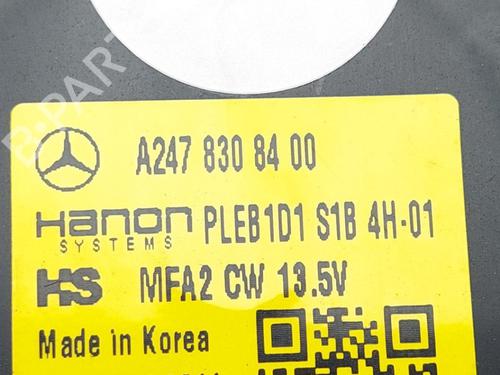 B-PARTS
A247 830 84 00
Hanon PLEB1D1 S1B 4H-01
SYSTEMS
HS MFA2 CW 13.5V
Made in Korea